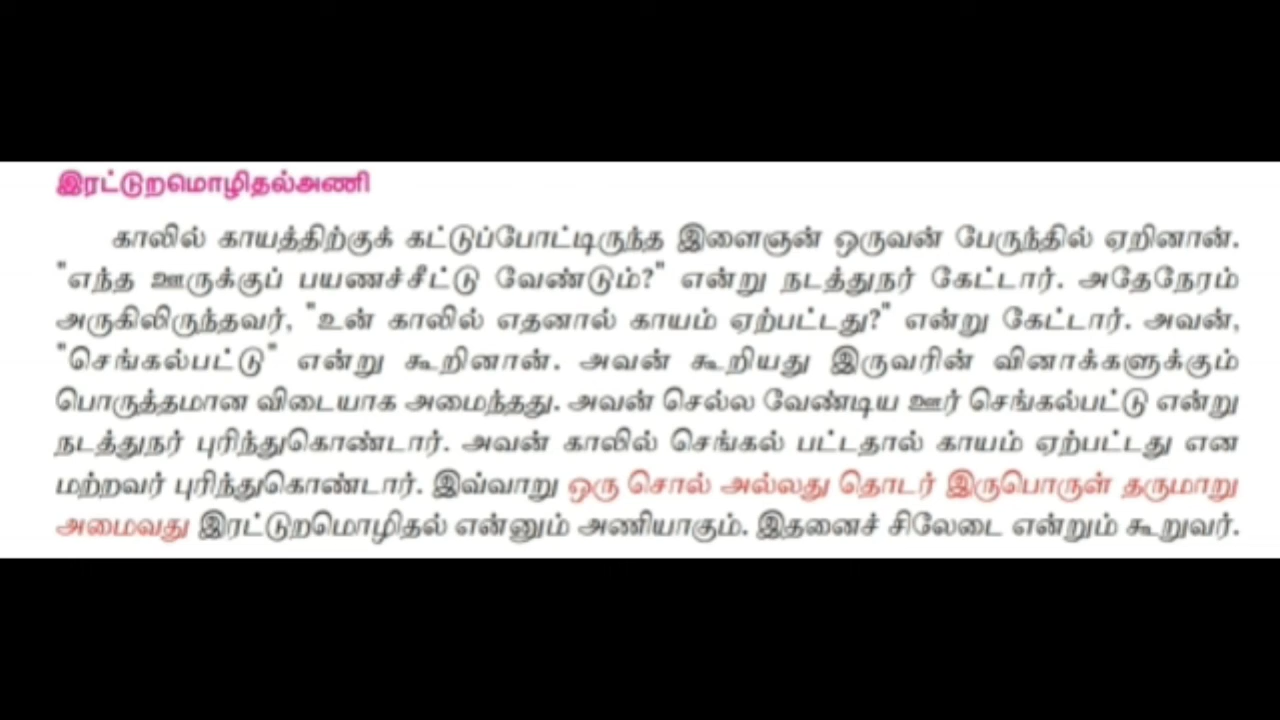 இரட்டுறமொழிதல்அணி
காலில் காயத்திற்குக் கட்டுப்போட்டிருந்த இளைஞன் ஒருவன் பேருந்தில் ஏறினான்.
"எந்த ஊருக்குப் பயணச்சீட்டு வேண்டும்?" என்று நடத்துநர் கேட்டார். அதேநேரம்
அருகிலிருந்தவர், "உன் காலில் எதனால் காயம் ஏற்பட்டது?" என்று கேட்டார். அவன்,
"செங்கல்பட்டு" என்று கூறினான். அவன் கூறியது இருவரின் வினாக்களுக்கும்
பொருத்தமான விடையாக அமைந்தது. அவன் செல்ல வேண்டிய ஊர் செங்கல்பட்டு என்று
நடத்துநர் புரிந்துகொண்டார். அவன் காலில் செங்கல் பட்டதால் காயம் ஏற்பட்டது என
மற்றவர் புரிந்துகொண்டார். இவ்வாறு ஒரு சொல் அல்லது தொடர் இருபொருள் தருமாறு
அமைவது இரட்டுறமொழிதல் என்னும் அணியாகும். இதனைச் சிலேடை என்றும் கூறுவர்.